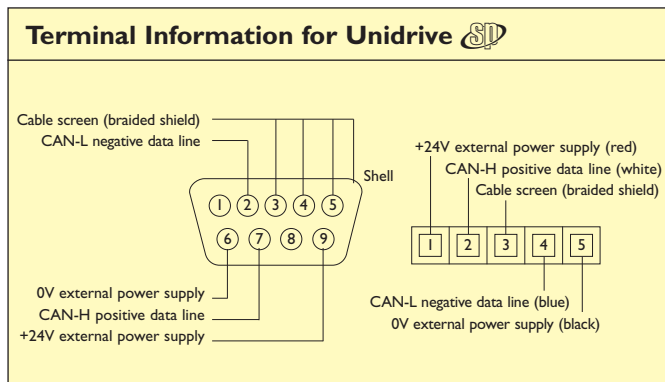 Terminal Information for Unidrive SP
Cable screen (braided shield)
CAN-L negative data line
Shell
1 2 3 4 5
6 7 8 9
0V external power supply
CAN-H positive data line
+24V external power supply
+24V external power supply (red)
CAN-H positive data line (white)
Cable screen (braided shield)
1 2 3 4 5
CAN-L negative data line (blue)
0V external power supply (black)